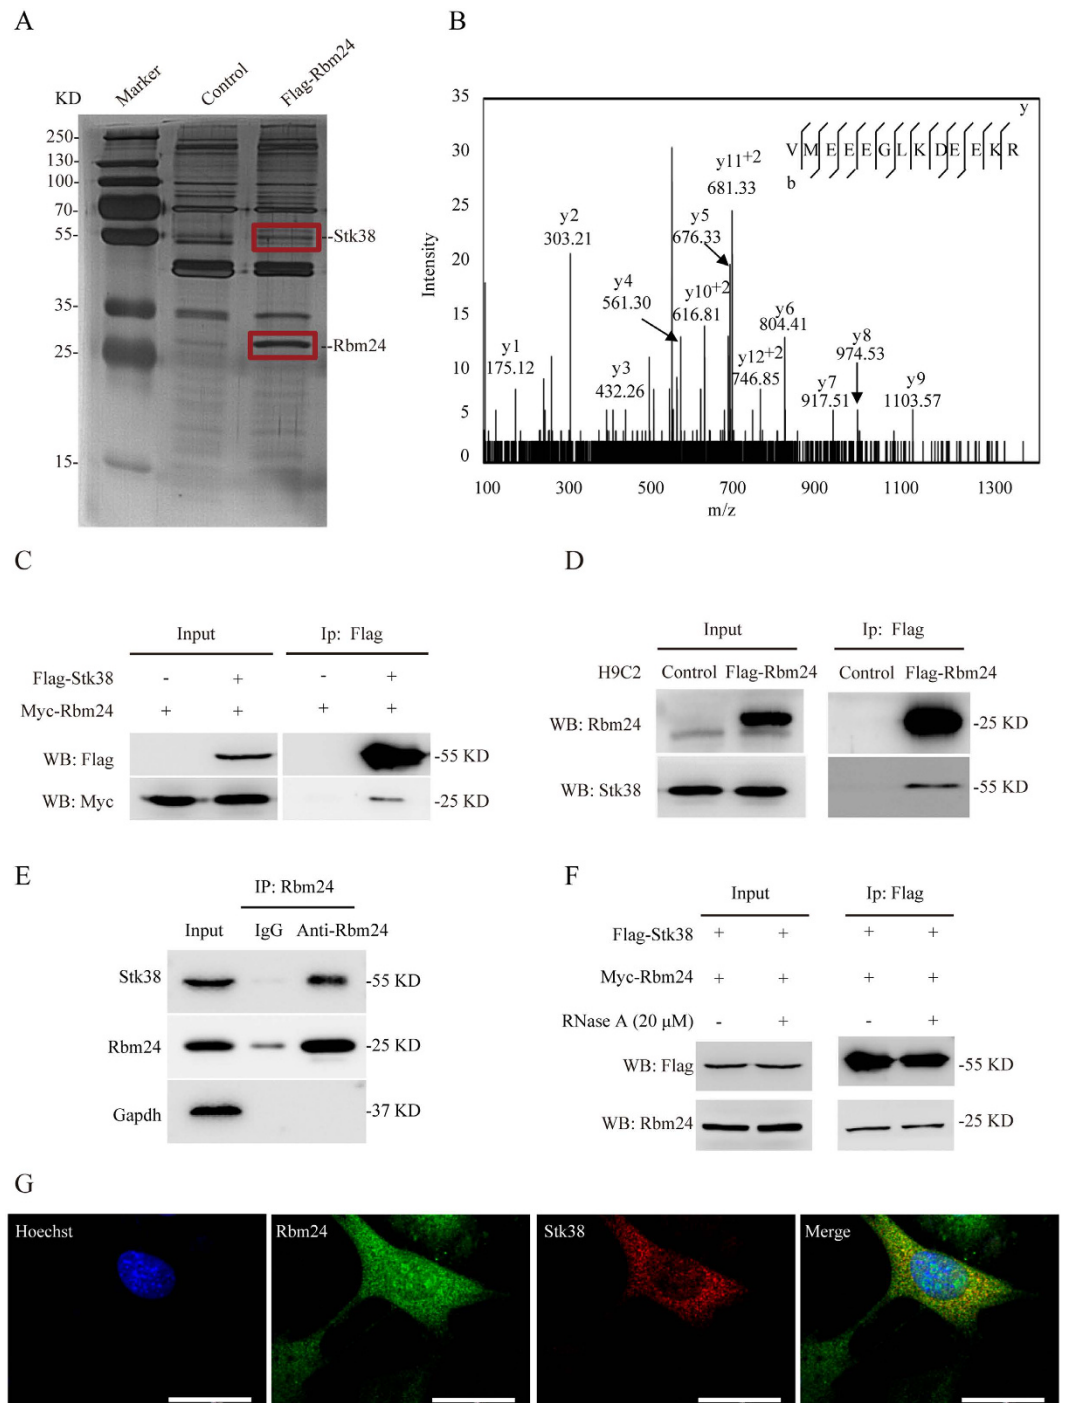 A
KD
Marker
Control
Flag-Rbm24
250-
130-
100-
70-
55-
35-
25-
15-
--Stk38
--Rbm24
B
35
30
25
20
15
10
5
0
Intensity
100 300 500 700 900 1100 1300
m/z
y
V M E E E G L K D E E K R
b
y11+2
681.33
y2
303.21
y5
676.33
y4
561.30
y10+2
616.81
y6
804.41
y8
974.53
y1
175.12
y3
432.26
y12+2
746.85
y7
917.51
y9
1103.57
C
Input Ip: Flag
Flag-Stk38 - + - +
Myc-Rbm24 + + + +
WB: Flag -55 KD
WB: Myc -25 KD
D
Input Ip: Flag
H9C2 Control Flag-Rbm24 Control Flag-Rbm24
WB: Rbm24 -25 KD
WB: Stk38 -55 KD
E
IP: Rbm24
Input IgG Anti-Rbm24
Stk38 -55 KD
Rbm24 -25 KD
Gapdh -37 KD
F
Input Ip: Flag
Flag-Stk38 + + + +
Myc-Rbm24 + + + +
RNase A (20 μM) - + - +
WB: Flag -55 KD
WB: Rbm24 -25 KD
G
Hoechst Rbm24 Stk38 Merge